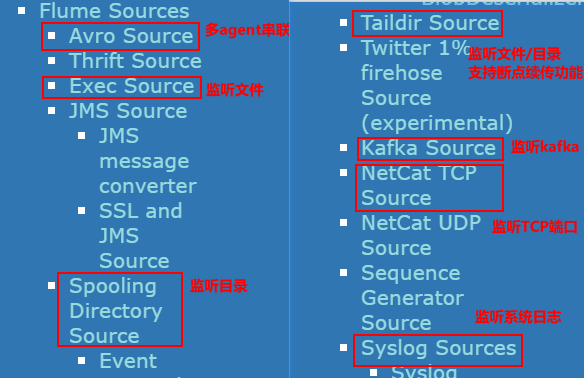 Flume Sources
Avro Source
多agent串联
Thrift Source
Exec Source
监听文件
JMS Source
JMS
message
converter
SSL and
JMS
Source
Spooling
监听目录
Directory
Source
Event
Taildir Source
Twitter 1%
监听文件/目录
firehose
支持断点续传功能
Source
(experimental)
Kafka Source
监听kafka
NetCat TCP
Source
NetCat UDP
监听TCP端口
Source
Sequence
Generator
Source
监听系统日志
Syslog Sources
Syslog